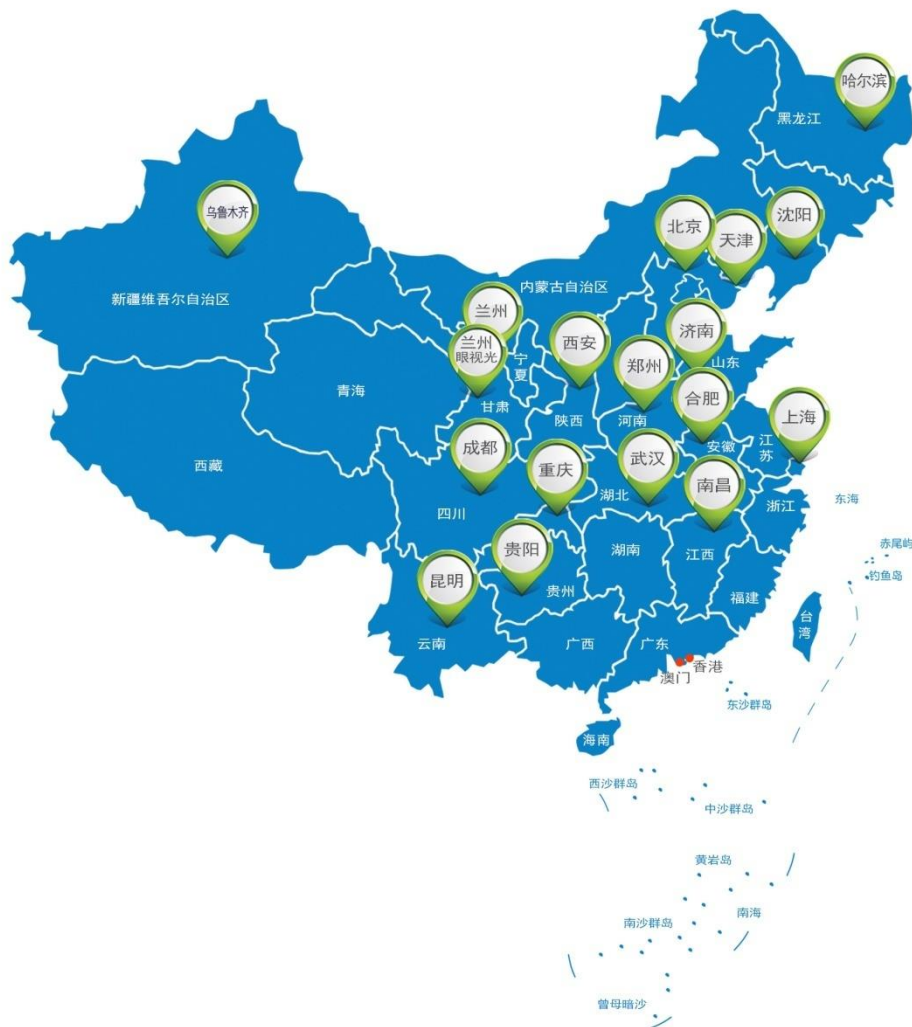 哈尔滨
黑龙江
乌鲁木齐
沈阳
北京
天津
内蒙古自治区
新疆维吾尔自治区
兰州
济南
西安
兰州
眼视光
宁
夏
郑州
山东
青海
合肥
甘肃
上海
陕西
河南
成都
安徽
江
苏
武汉
西藏
重庆
南昌
湖北
浙江
东海
四川
赤尾屿
贵阳
湖南
江西
钓鱼岛
昆明
贵州
福建
台
湾
云南
广西
广东
香港
澳门
东沙群岛
海南
西沙群岛
中沙群岛
黄岩岛
南海
南沙群岛
曾母暗沙